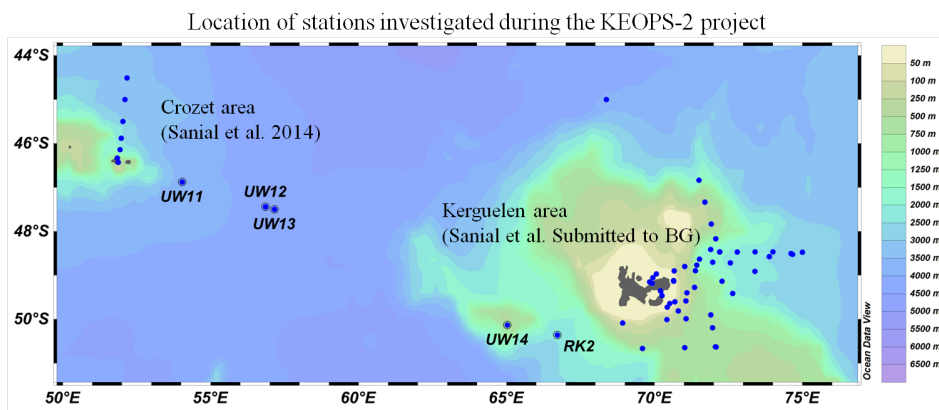 Location of stations investigated during the KEOPS-2 project
44°S
46°S
48°S
50°S
Crozet area
(Sanial et al. 2014)
UW11
UW12
UW13
Kerguelen area
(Sanial et al. Submitted to BG)
UW14
RK2
50°E
55°E
60°E
65°E
70°E
75°E
Ocean Data View
50 m
100 m
250 m
500 m
750 m
1000 m
1250 m
1500 m
2000 m
2500 m
3000 m
3500 m
4000 m
4500 m
5000 m
5500 m
6000 m
6500 m